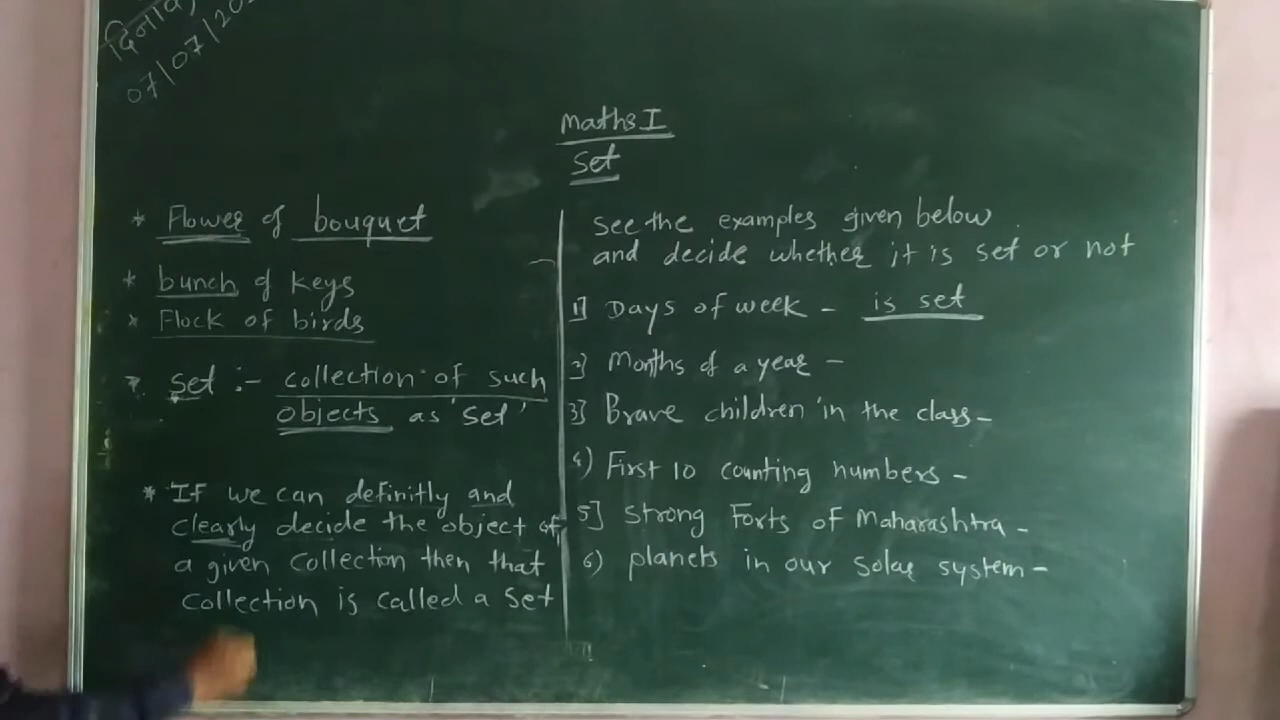 दिनांक
07/07/20
Maths I
Set
* Flower of bouquet
* bunch of keys
* Flock of birds
* Set :- collection of such
objects as 'set'
* If we can definitly and
clearly decide the object of
a given collection then that
collection is called a set
See the examples given below
and decide whether it is set or not
1] Days of week - is set
2] Months of a year -
3] Brave children in the class -
4) First 10 counting numbers -
5] Strong Forts of Maharashtra -
6) planets in our solar system -